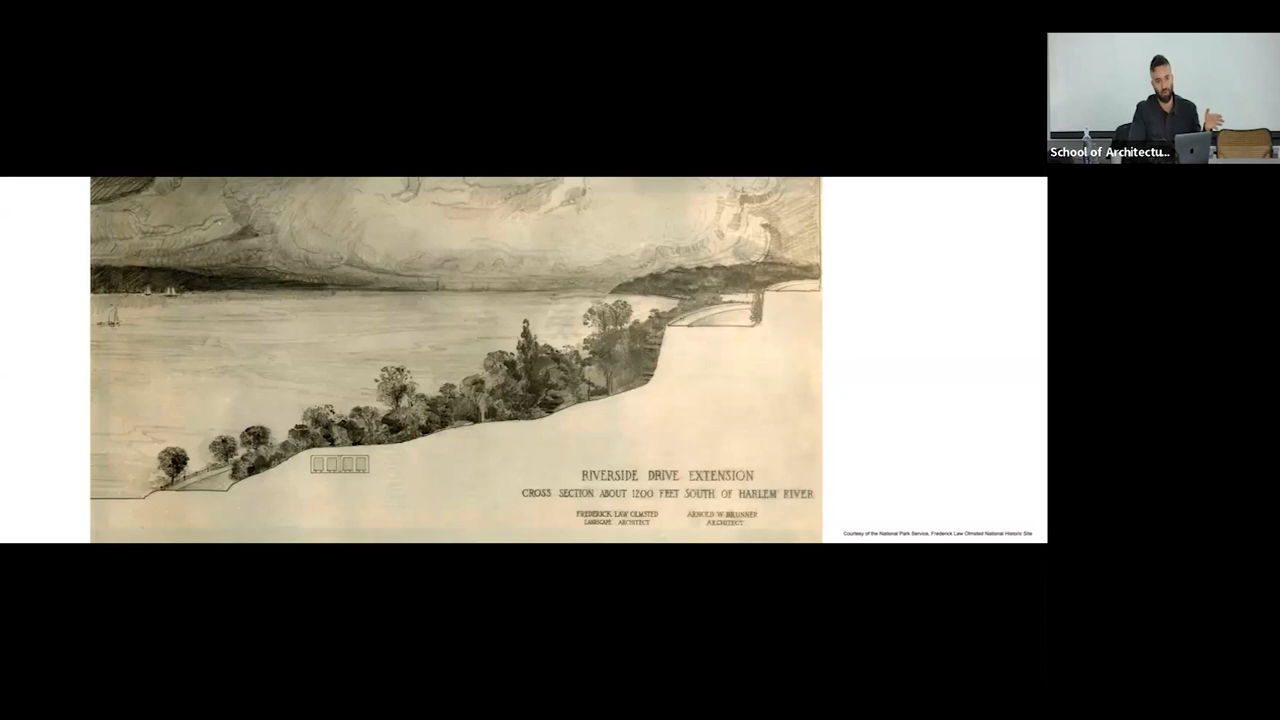 School of Architectu...
RIVERSIDE DRIVE EXTENSION
CROSS SECTION ABOUT 1200 FEET SOUTH OF HARLEM RIVER
FREDERICK LAW OLMSTED
LANDSCAPE ARCHITECT
ARNOLD W. BRUNNER
ARCHITECT
Courtesy of the National Park Service, Frederick Law Olmsted National Historic Site